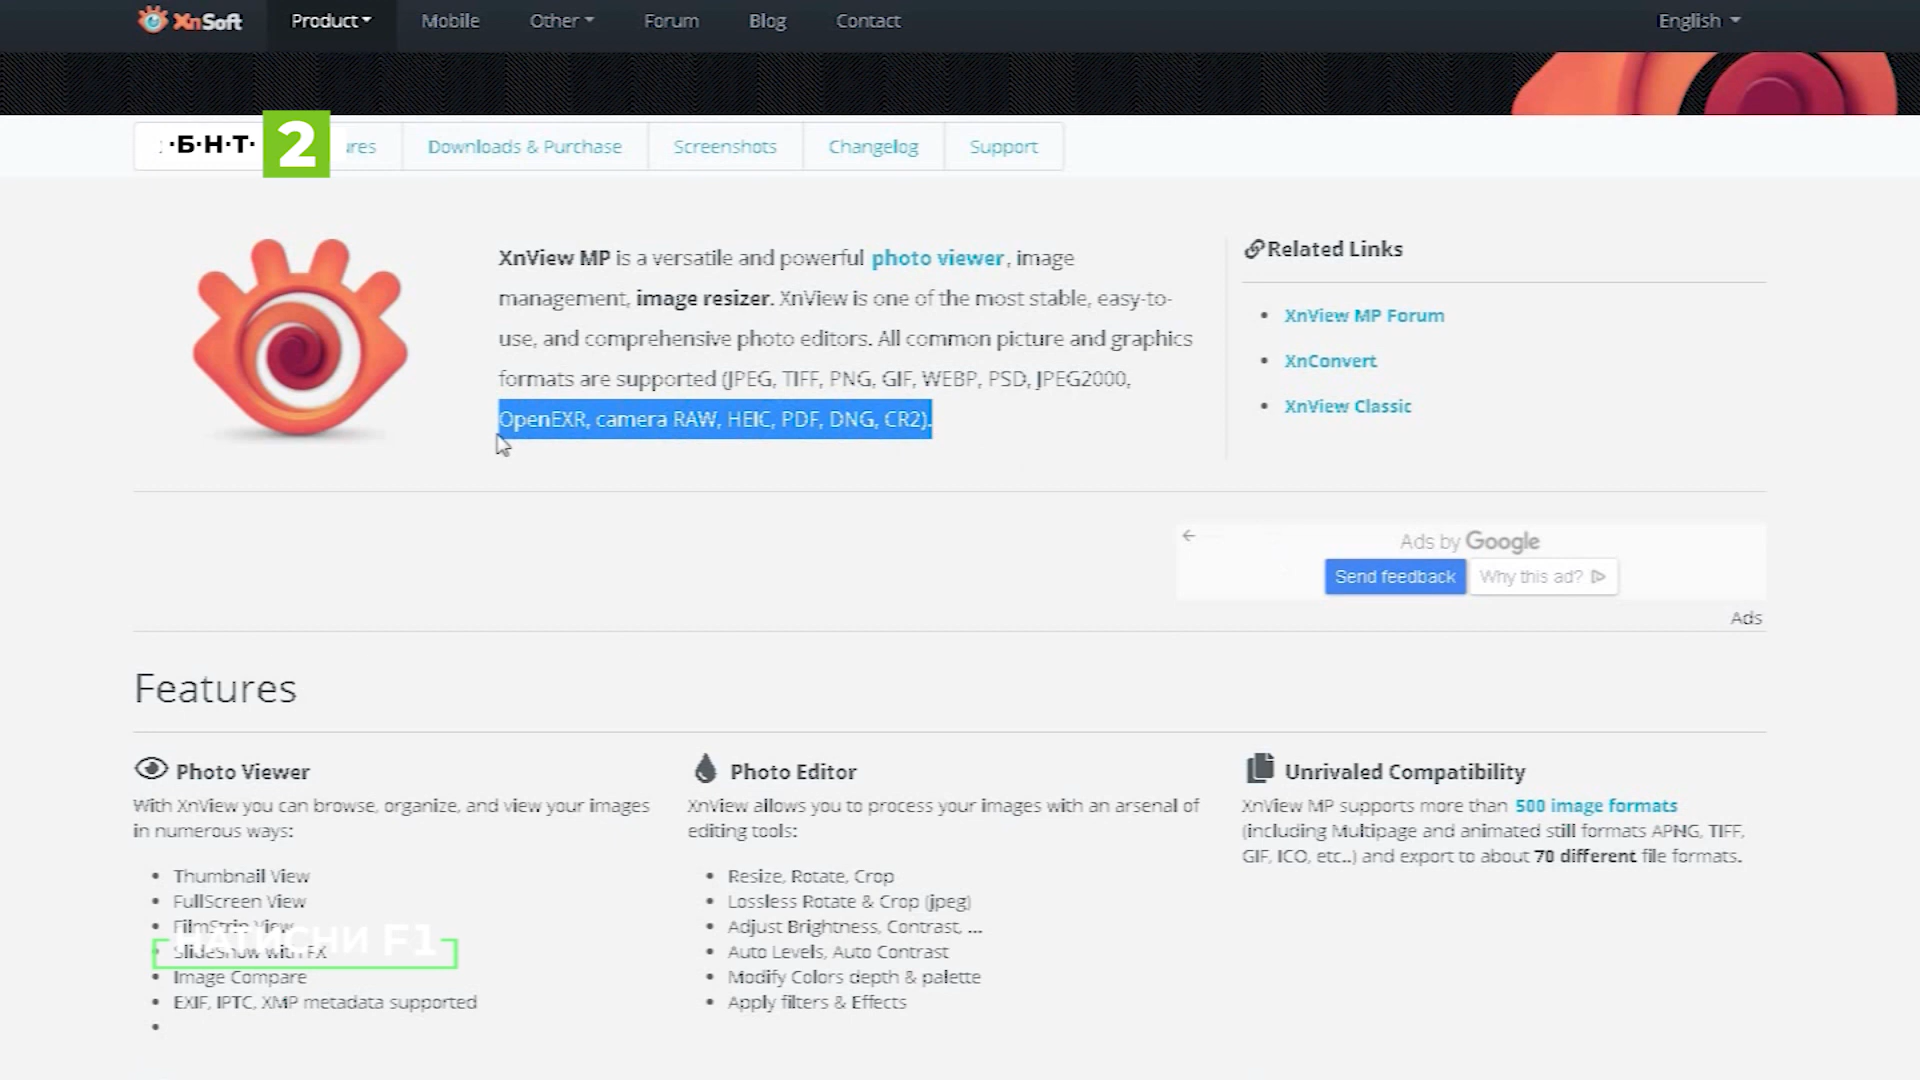 XnSoft
Product
Mobile
Other
Forum
Blog
Contact
English
·Б·Н·Т· 2
ures
Downloads & Purchase
Screenshots
Changelog
Support
XnView MP is a versatile and powerful photo viewer, image
management, image resizer. XnView is one of the most stable, easy-to-
use, and comprehensive photo editors. All common picture and graphics
formats are supported (JPEG, TIFF, PNG, GIF, WEBP, PSD, JPEG2000,
OpenEXR, camera RAW, HEIC, PDF, DNG, CR2).
Related Links
XnView MP Forum
XnConvert
XnView Classic
Ads by Google
Send feedback
Why this ad?
Ads
Features
Photo Viewer
With XnView you can browse, organize, and view your images
in numerous ways:
Thumbnail View
FullScreen View
FilmStrip View
SlideShow with FX
НАТИСНИ F1
Image Compare
EXIF, IPTC, XMP metadata supported
Photo Editor
XnView allows you to process your images with an arsenal of
editing tools:
Resize, Rotate, Crop
Lossless Rotate & Crop (jpeg)
Adjust Brightness, Contrast, ...
Auto Levels, Auto Contrast
Modify Colors depth & palette
Apply filters & Effects
Unrivaled Compatibility
XnView MP supports more than 500 image formats
(including Multipage and animated still formats APNG, TIFF,
GIF, ICO, etc..) and export to about 70 different file formats.